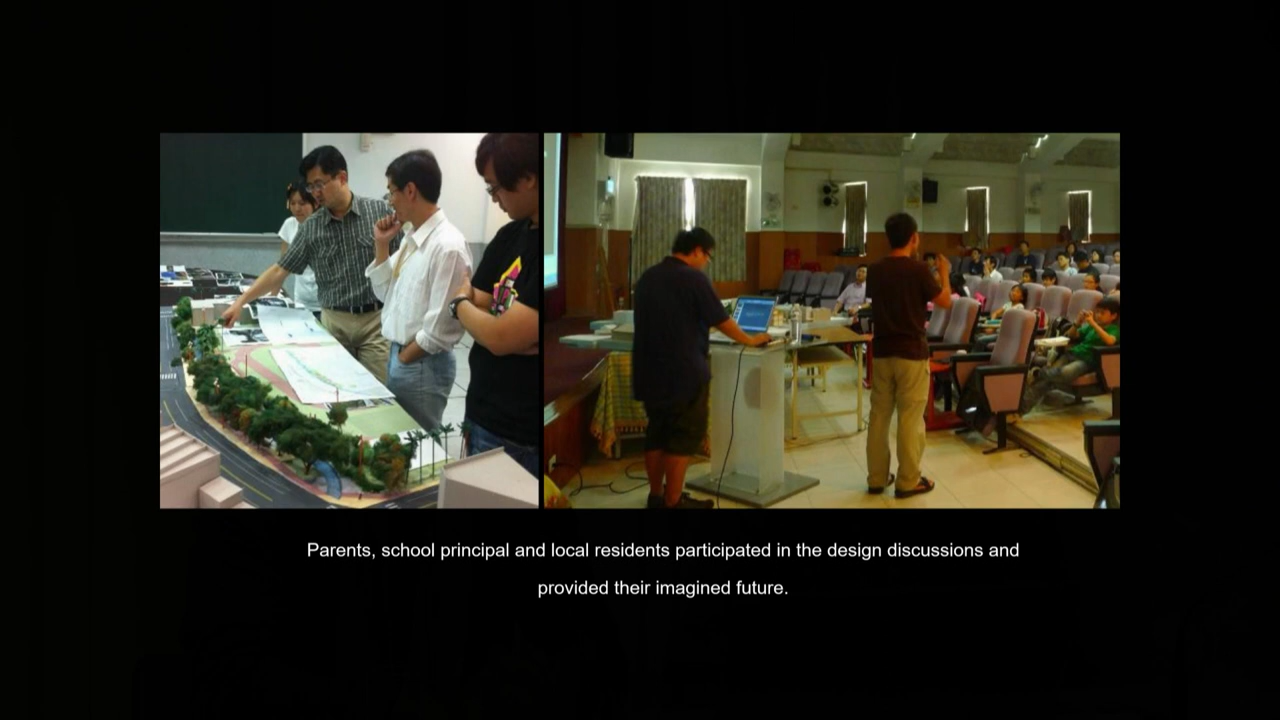 Parents, school principal and local residents participated in the design discussions and
provided their imagined future.